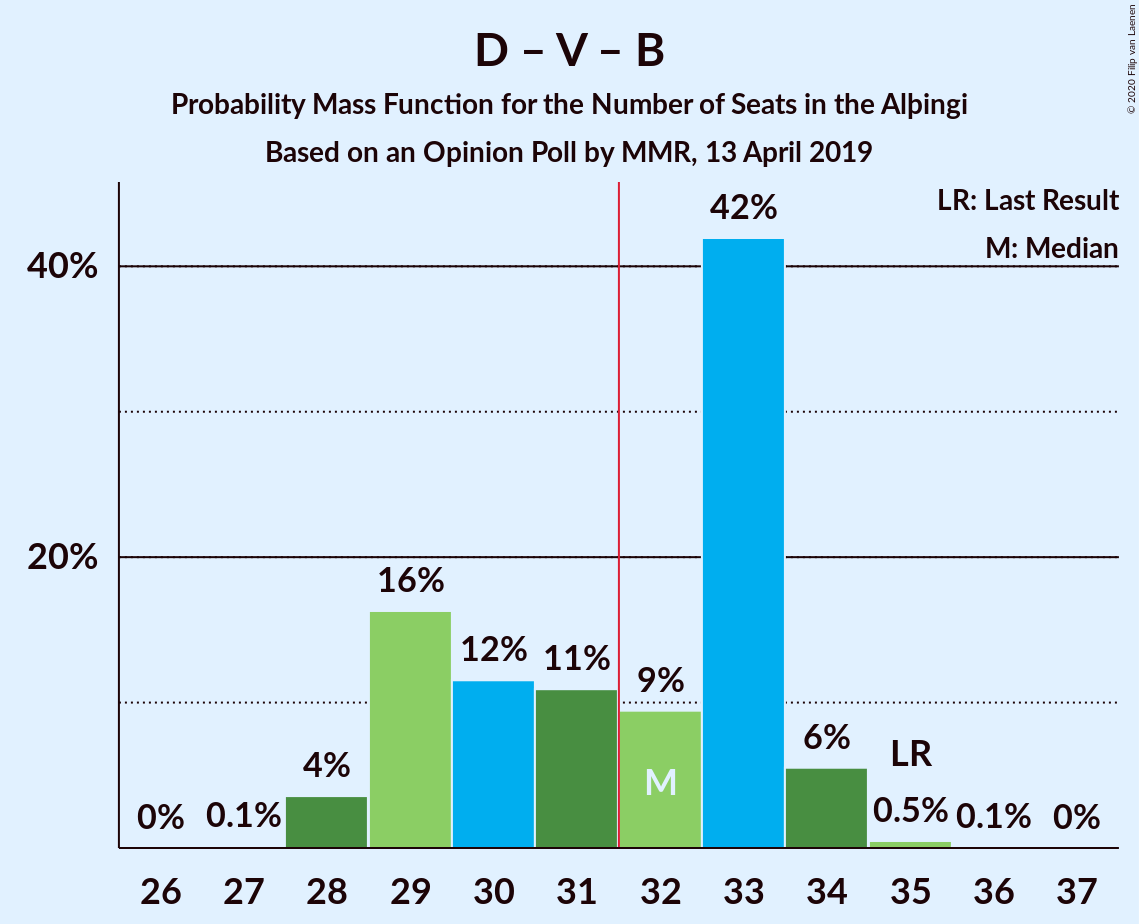 D – V – B
Probability Mass Function for the Number of Seats in the Alþingi
Based on an Opinion Poll by MMR, 13 April 2019
© 2020 Filip van Laenen
LR: Last Result
M: Median
40%
20%
0%
0.1%
4%
16%
12%
11%
9%
M
42%
6%
LR
0.5%
0.1%
0%
26 27 28 29 30 31 32 33 34 35 36 37